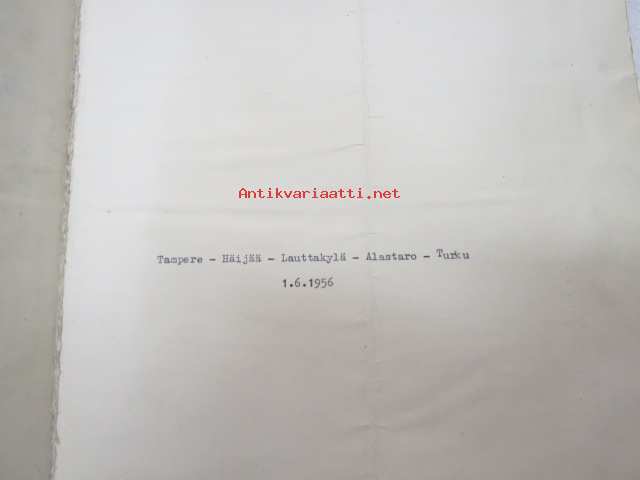 Antikvariaatti.net
Tampere - Häijää - Lauttakylä - Alastaro - Turku
1.6.1956